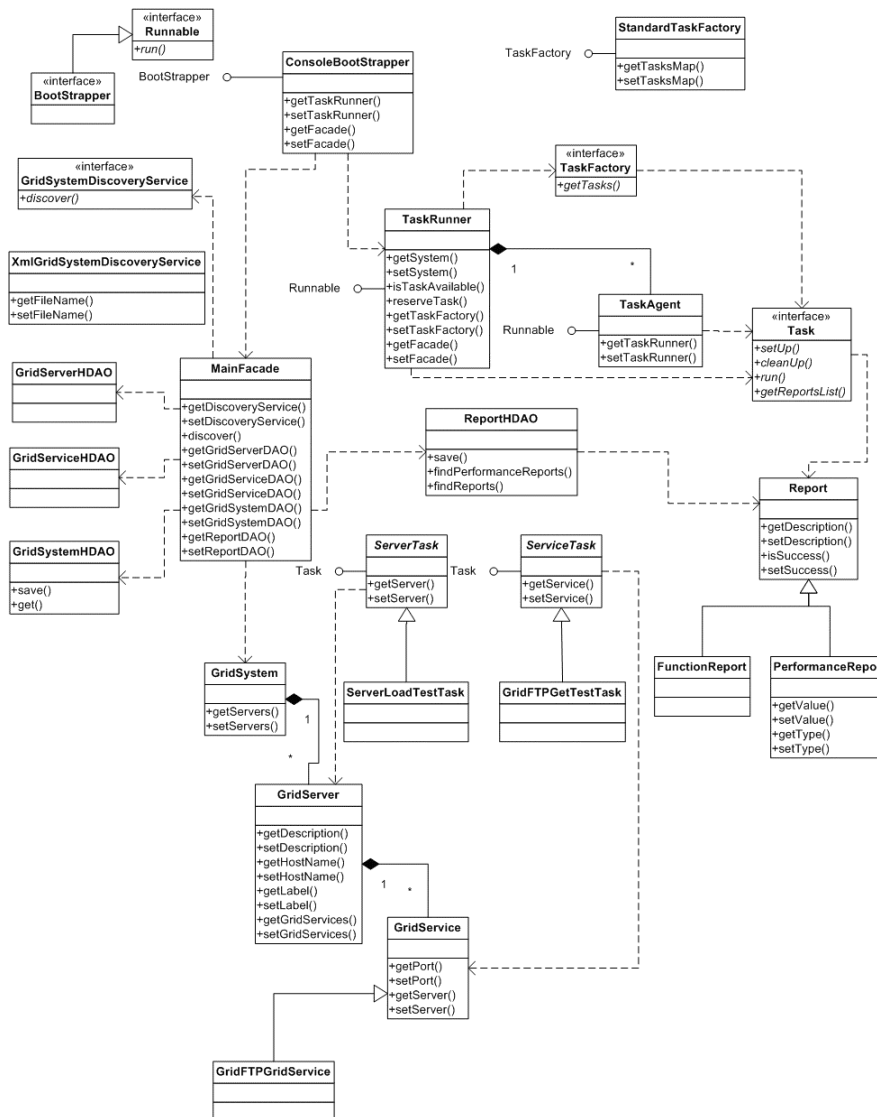 «interface»
Runnable
+run()
«interface»
BootStrapper
BootStrapper
ConsoleBootStrapper
+getTaskRunner()
+setTaskRunner()
+getFacade()
+setFacade()
TaskFactory
StandardTaskFactory
+getTasksMap()
+setTasksMap()
«interface»
GridSystemDiscoveryService
+discover()
«interface»
TaskFactory
+getTasks()
XmlGridSystemDiscoveryService
+getFileName()
+setFileName()
Runnable
TaskRunner
+getSystem()
+setSystem()
+isTaskAvailable()
+reserveTask()
+getTaskFactory()
+setTaskFactory()
+getFacade()
+setFacade()
1
*
Runnable
TaskAgent
+getTaskRunner()
+setTaskRunner()
«interface»
Task
+setUp()
+cleanUp()
+run()
+getReportsList()
GridServerHDAO
GridServiceHDAO
GridSystemHDAO
+save()
+get()
MainFacade
+getDiscoveryService()
+setDiscoveryService()
+discover()
+getGridServerDAO()
+setGridServerDAO()
+getGridServiceDAO()
+setGridServiceDAO()
+getGridSystemDAO()
+setGridSystemDAO()
+getReportDAO()
+setReportDAO()
ReportHDAO
+save()
+findPerformanceReports()
+findReports()
Report
+getDescription()
+setDescription()
+isSuccess()
+setSuccess()
Task
ServerTask
+getServer()
+setServer()
Task
ServiceTask
+getService()
+setService()
FunctionReport
PerformanceRepo
+getValue()
+setValue()
+getType()
+setType()
GridSystem
+getServers()
+setServers()
1
*
ServerLoadTestTask
GridFTPGetTestTask
GridServer
+getDescription()
+setDescription()
+getHostName()
+setHostName()
+getLabel()
+setLabel()
+getGridServices()
+setGridServices()
1
*
GridService
+getPort()
+setPort()
+getServer()
+setServer()
GridFTPGridService